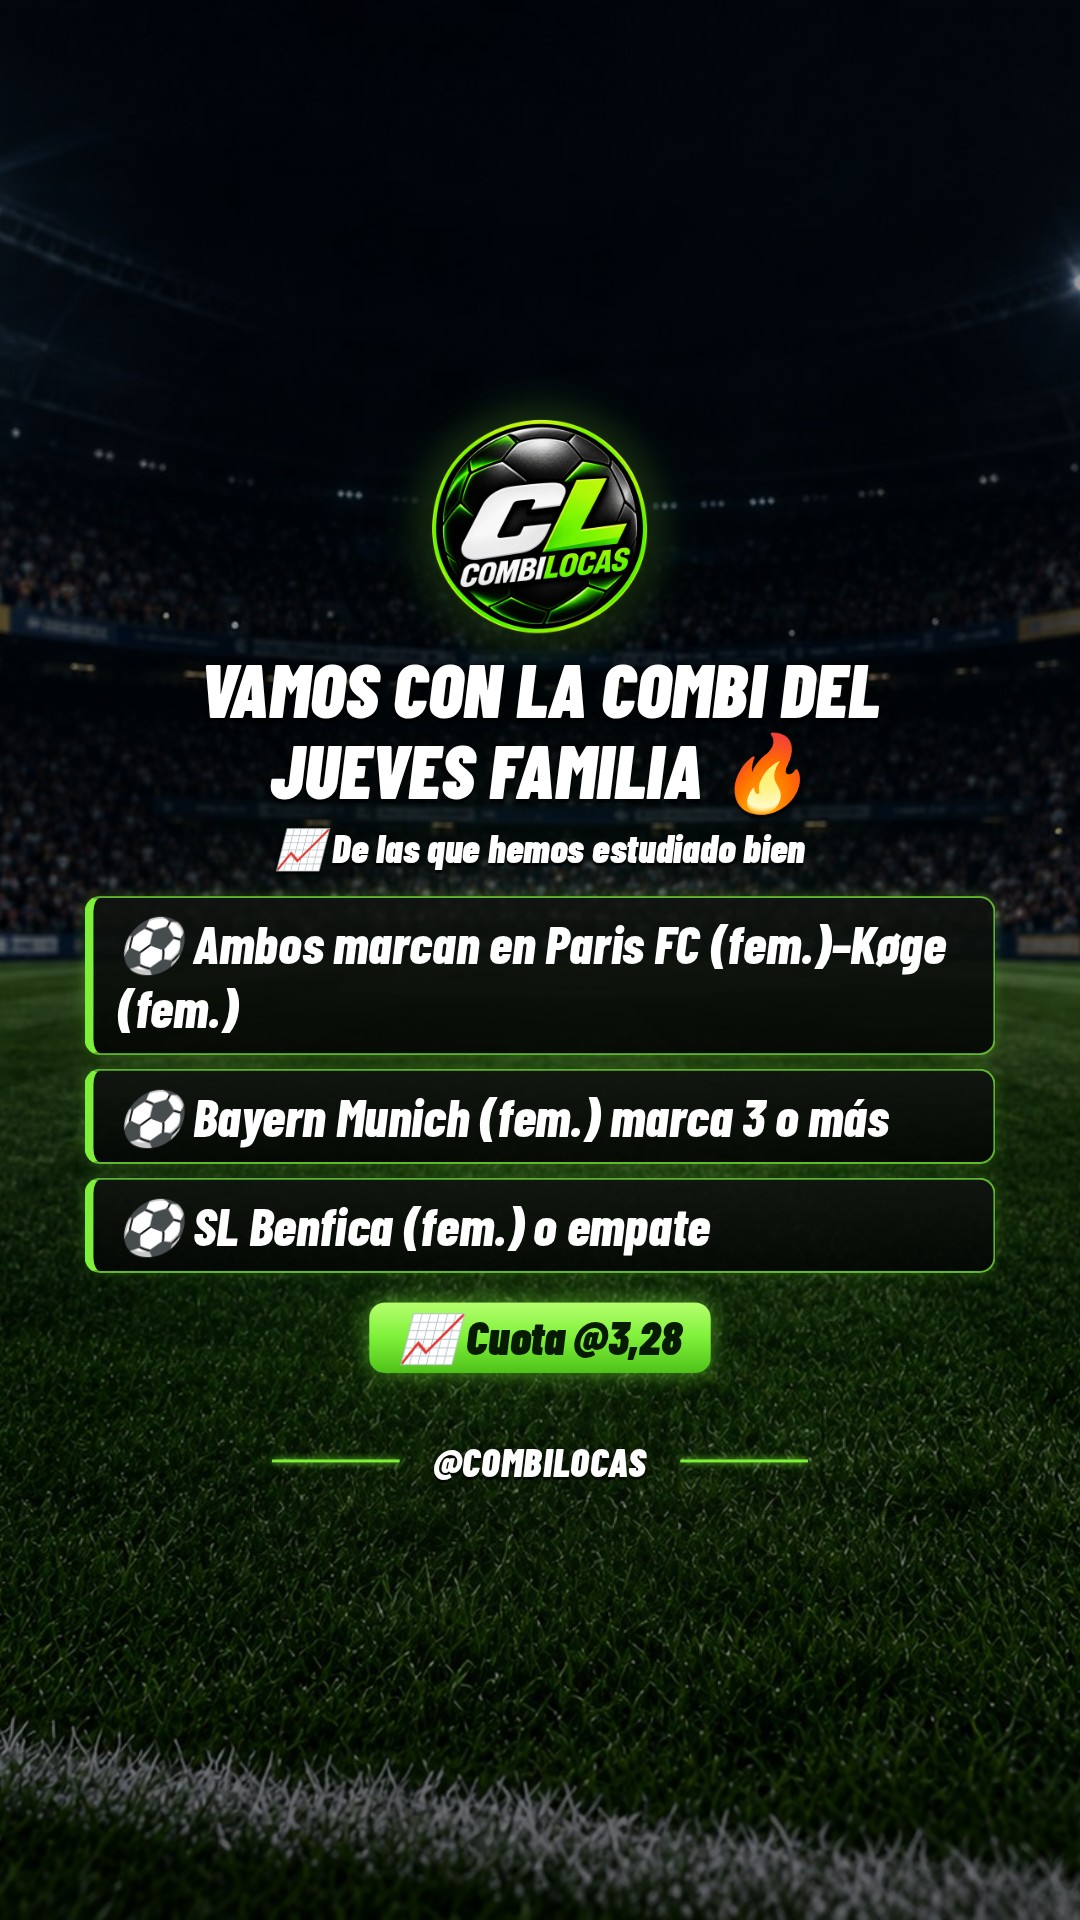 CL
COMBILOCAS
VAMOS CON LA COMBI DEL
JUEVES FAMILIA 🔥
📈 De las que hemos estudiado bien
⚽ Ambos marcan en Paris FC (fem.)–Køge
(fem.)
⚽ Bayern Munich (fem.) marca 3 o más
⚽ SL Benfica (fem.) o empate
📈 Cuota @3,28
@COMBILOCAS